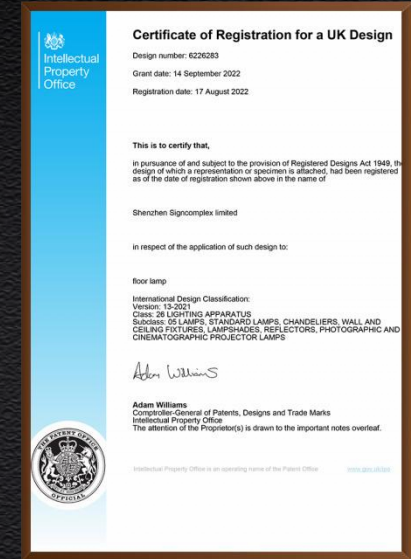 Intellectual
Property
Office
Certificate of Registration for a UK Design
Design number: 6226283
Grant date: 14 September 2022
Registration date: 17 August 2022
This is to certify that,
in pursuance of and subject to the provision of Registered Designs Act 1949, the
design of which a representation or specimen is attached, had been registered
as of the date of registration shown above in the name of
Shenzhen Signcomplex limited
in respect of the application of such design to:
floor lamp
International Design Classification:
Version: 13-2021
Class: 26 LIGHTING APPARATUS
Subclass: 05 LAMPS, STANDARD LAMPS, CHANDELIERS, WALL AND
CEILING FIXTURES, LAMPSHADES, REFLECTORS, PHOTOGRAPHIC AND
CINEMATOGRAPHIC PROJECTOR LAMPS
Adam Williams
Adam Williams
Comptroller-General of Patents, Designs and Trade Marks
Intellectual Property Office
The attention of the Proprietor(s) is drawn to the important notes overleaf.
THE PATENT OFFICE
OFFICIAL
Intellectual Property Office is an operating name of the Patent Office
www.gov.uk/ipo